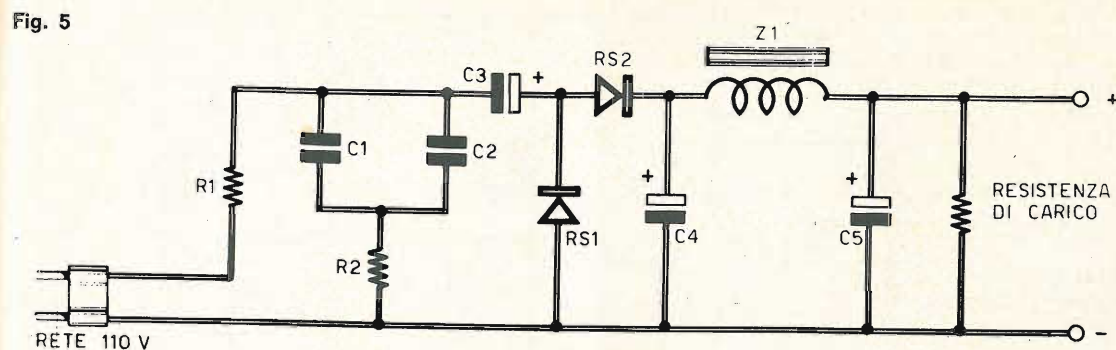 Fig. 5
Z1
RS2
C3
+
C1
C2
R1
RS1
+
C4
+
C5
R2
RESISTENZA
DI CARICO
+
-
RETE 110 V